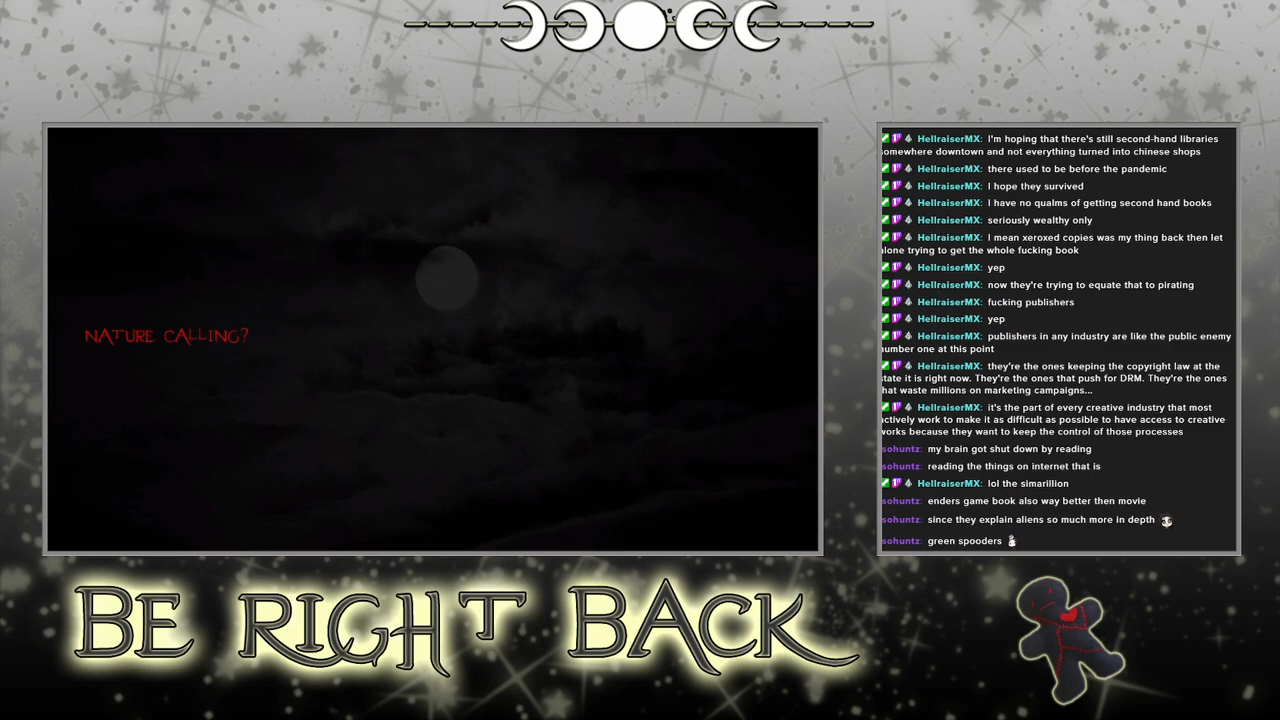 HellraiserMX: I'm hoping that there's still second-hand libraries
somewhere downtown and not everything turned into chinese shops
HellraiserMX: there used to be before the pandemic
HellraiserMX: I hope they survived
HellraiserMX: I have no qualms of getting second hand books
HellraiserMX: seriously wealthy only
HellraiserMX: I mean xeroxed copies was my thing back then let
alone trying to get the whole fucking book
HellraiserMX: yep
HellraiserMX: now they're trying to equate that to pirating
HellraiserMX: fucking publishers
HellraiserMX: yep
HellraiserMX: publishers in any industry are like the public enemy
number one at this point
HellraiserMX: they're the ones keeping the copyright law at the
state it is right now. They're the ones that push for DRM. They're the ones
that waste millions on marketing campaigns...
HellraiserMX: it's the part of every creative industry that most
actively work to make it as difficult as possible to have access to creative
works because they want to keep the control of those processes
sohuntz: my brain got shut down by reading
sohuntz: reading the things on internet that is
HellraiserMX: lol the simarillion
sohuntz: enders game book also way better then movie
sohuntz: since they explain aliens so much more in depth
sohuntz: green spooders
NATURE CALLING?
BE RIGHT BACK